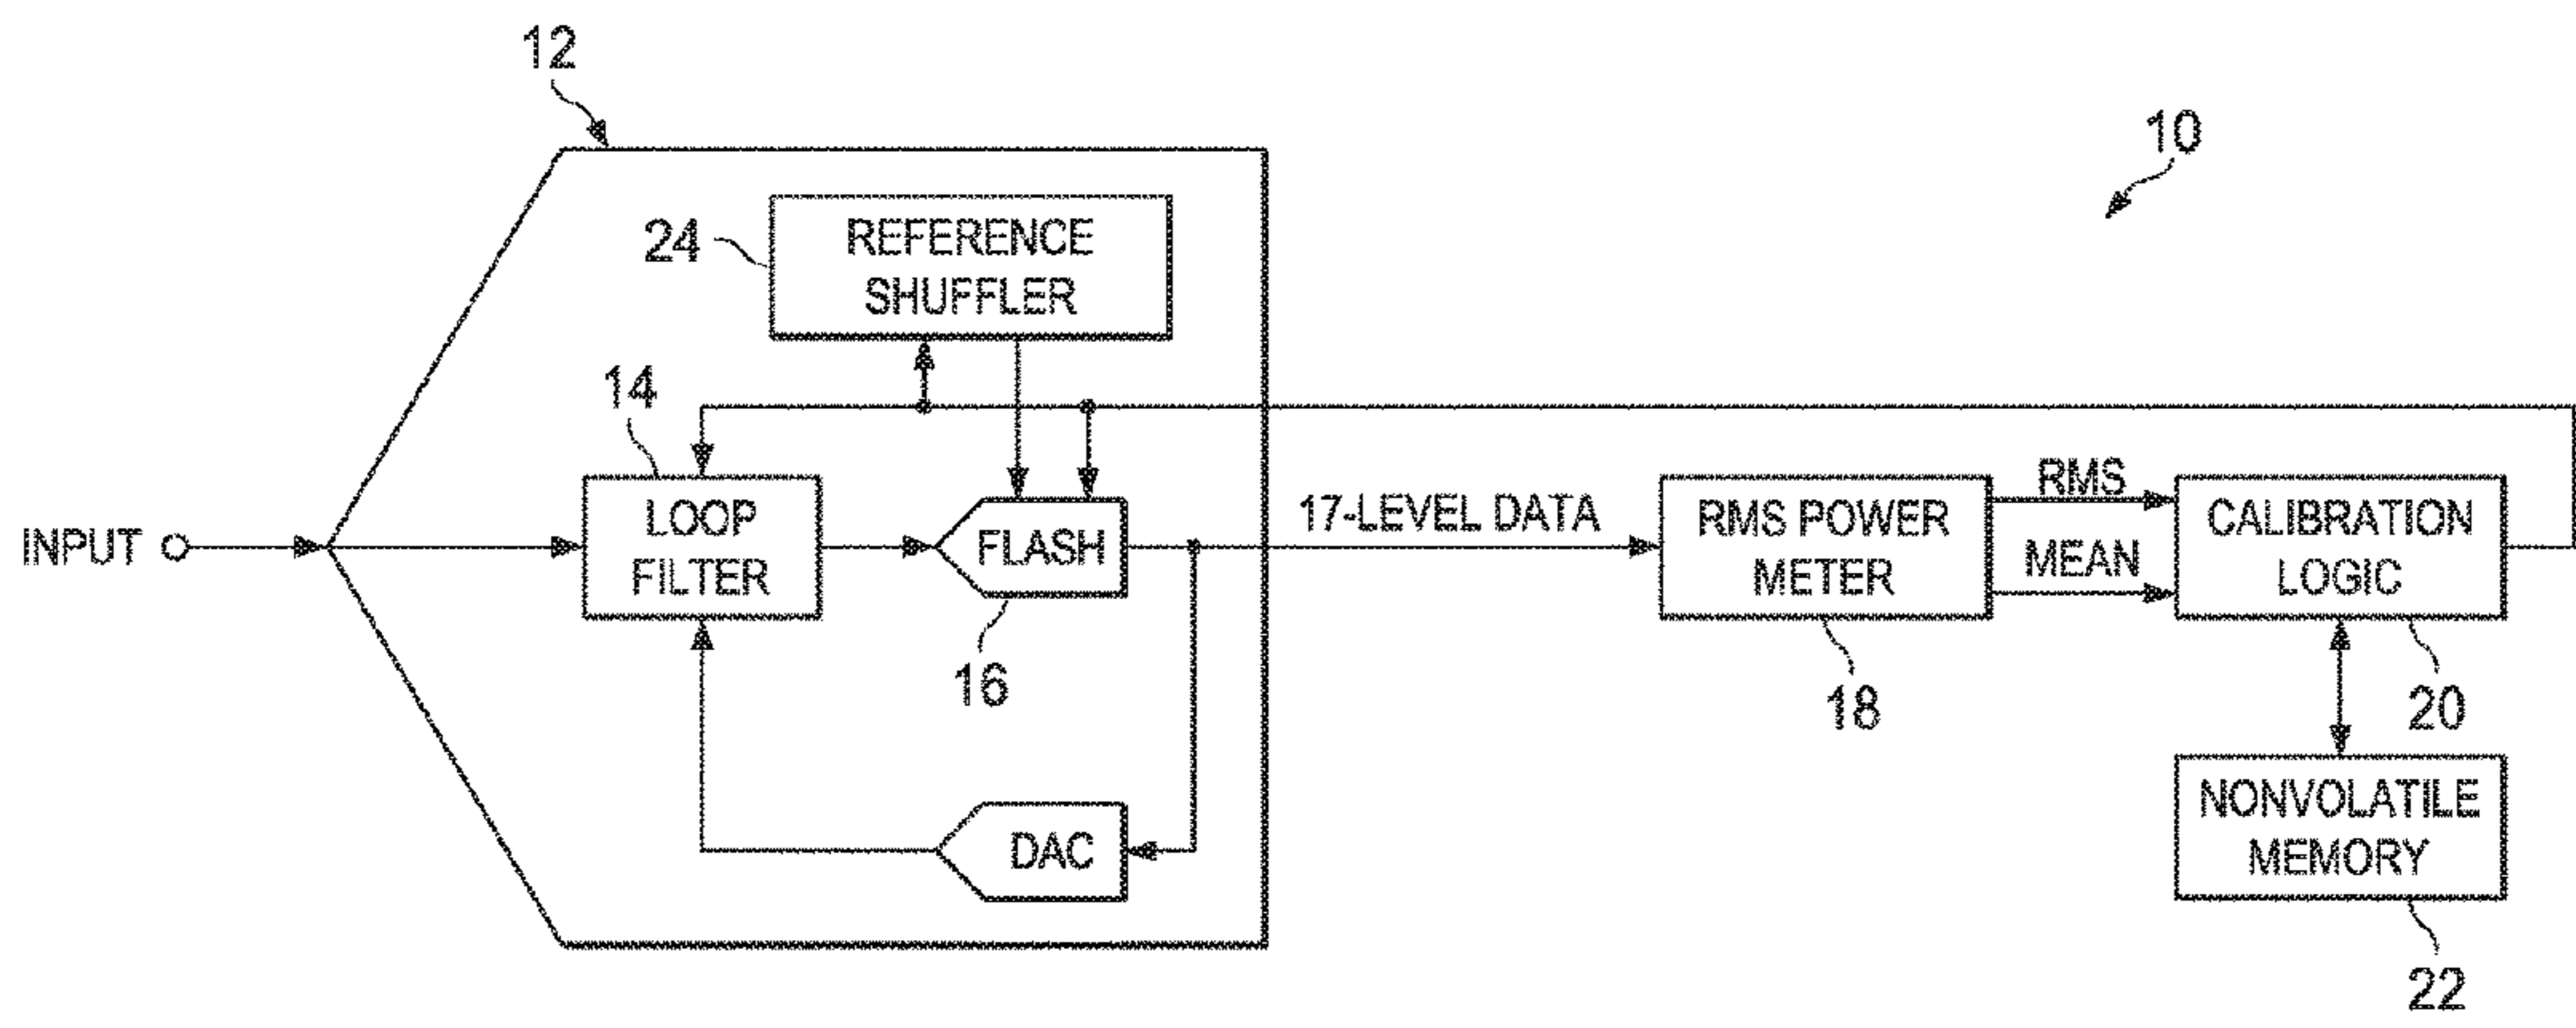 12
10
24
REFERENCE
SHUFFLER
14
INPUT
LOOP
FILTER
FLASH
16
17-LEVEL DATA
RMS POWER
METER
18
RMS
MEAN
CALIBRATION
LOGIC
20
DAC
NONVOLATILE
MEMORY
22